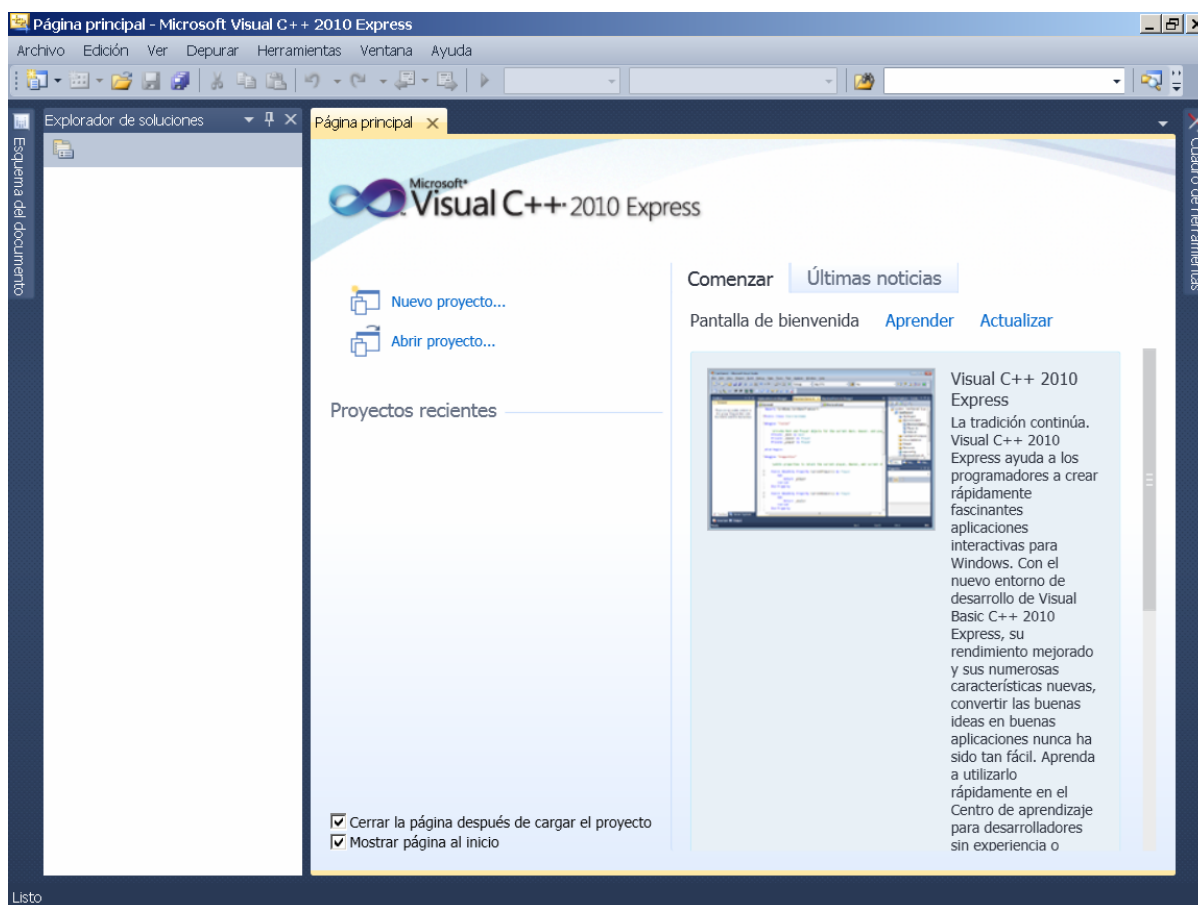 Página principal - Microsoft Visual C++ 2010 Express
Archivo Edición Ver Depurar Herramientas Ventana Ayuda
Esquema del documento
Explorador de soluciones
Página principal
Cuadro de herramientas
Microsoft®
Visual C++ 2010 Express
Nuevo proyecto...
Abrir proyecto...
Proyectos recientes
Cerrar la página después de cargar el proyecto
Mostrar página al inicio
Comenzar Últimas noticias
Pantalla de bienvenida Aprender Actualizar
Visual C++ 2010
Express
La tradición continúa.
Visual C++ 2010
Express ayuda a los
programadores a crear
rápidamente
fascinantes
aplicaciones
interactivas para
Windows. Con el
nuevo entorno de
desarrollo de Visual
Basic C++ 2010
Express, su
rendimiento mejorado
y sus numerosas
características nuevas,
convertir las buenas
ideas en buenas
aplicaciones nunca ha
sido tan fácil. Aprenda
a utilizarlo
rápidamente en el
Centro de aprendizaje
para desarrolladores
sin experiencia o
Listo